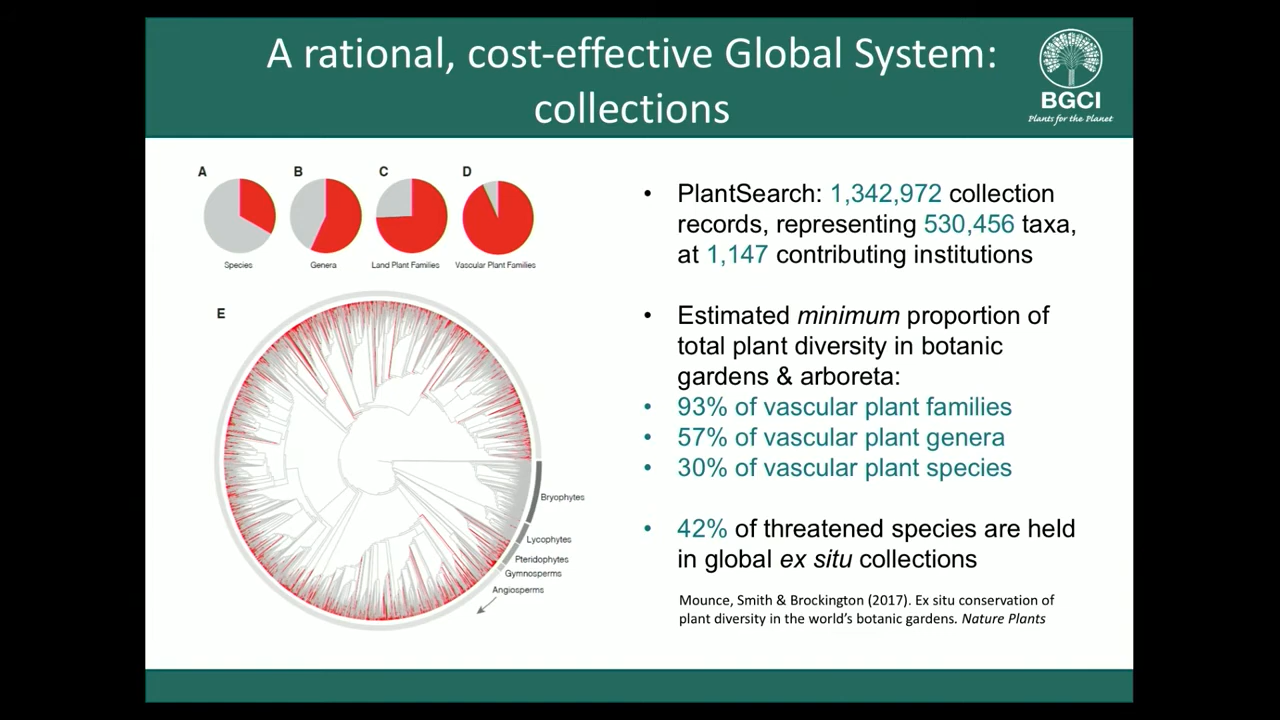 A rational, cost-effective Global System:
collections
BGCI
Plants for the Planet
A
B
C
D
Species
Genera
Land Plant Families
Vascular Plant Families
E
Bryophytes
Lycophytes
Pteridophytes
Gymnosperms
Angiosperms
• PlantSearch: 1,342,972 collection
records, representing 530,456 taxa,
at 1,147 contributing institutions
• Estimated minimum proportion of
total plant diversity in botanic
gardens & arboreta:
• 93% of vascular plant families
• 57% of vascular plant genera
• 30% of vascular plant species
• 42% of threatened species are held
in global ex situ collections
Mounce, Smith & Brockington (2017). Ex situ conservation of
plant diversity in the world's botanic gardens. Nature Plants